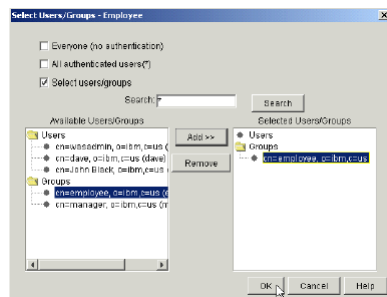 Select Users/Groups - Employee
Everyone (no authentication)
All authenticated users(*)
Select users/groups
Search: *
Search
Available Users/Groups
Selected Users/Groups
Users
cn=wasadmin, o=ibm,c=us (
cn=dave, o=ibm,c=us (dave)
cn=John Black, o=ibm,c=us
Groups
cn=employee, o=ibm,c=us (e
cn=manager, o=ibm,c=us (m
Add >>
Remove
Users
Groups
cn=employee, o=ibm,c=us
OK
Cancel
Help